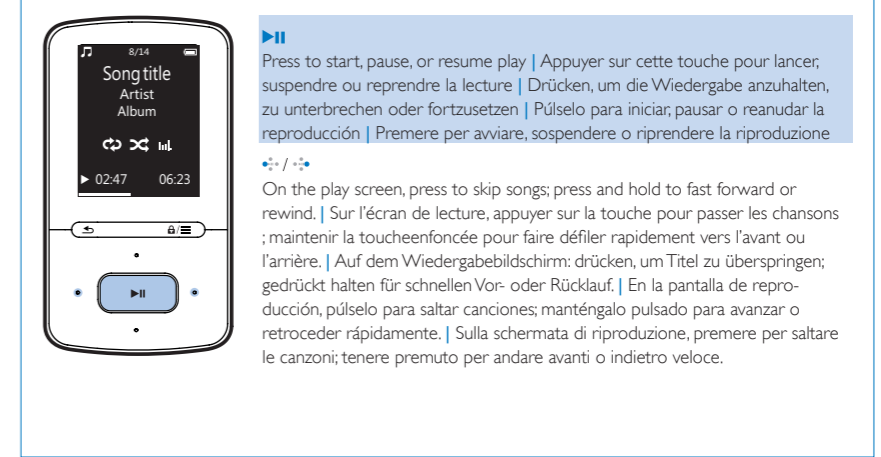 8/14
Song title
Artist
Album
02:47 06:23
Press to start, pause, or resume play | Appuyer sur cette touche pour lancer,
suspendre ou reprendre la lecture | Drücken, um die Wiedergabe anzuhalten,
zu unterbrechen oder fortzusetzen | Púlselo para iniciar, pausar o reanudar la
reproducción | Premere per avviare, sospendere o riprendere la riproduzione
/
On the play screen, press to skip songs; press and hold to fast forward or
rewind. | Sur l'écran de lecture, appuyer sur la touche pour passer les chansons
; maintenir la toucheenfoncée pour faire défiler rapidement vers l'avant ou
l'arrière. | Auf dem Wiedergabebildschirm: drücken, um Titel zu überspringen;
gedrückt halten für schnellen Vor- oder Rücklauf. | En la pantalla de repro-
ducción, púlselo para saltar canciones; manténgalo pulsado para avanzar o
retroceder rápidamente. | Sulla schermata di riproduzione, premere per saltare
le canzoni; tenere premuto per andare avanti o indietro veloce.